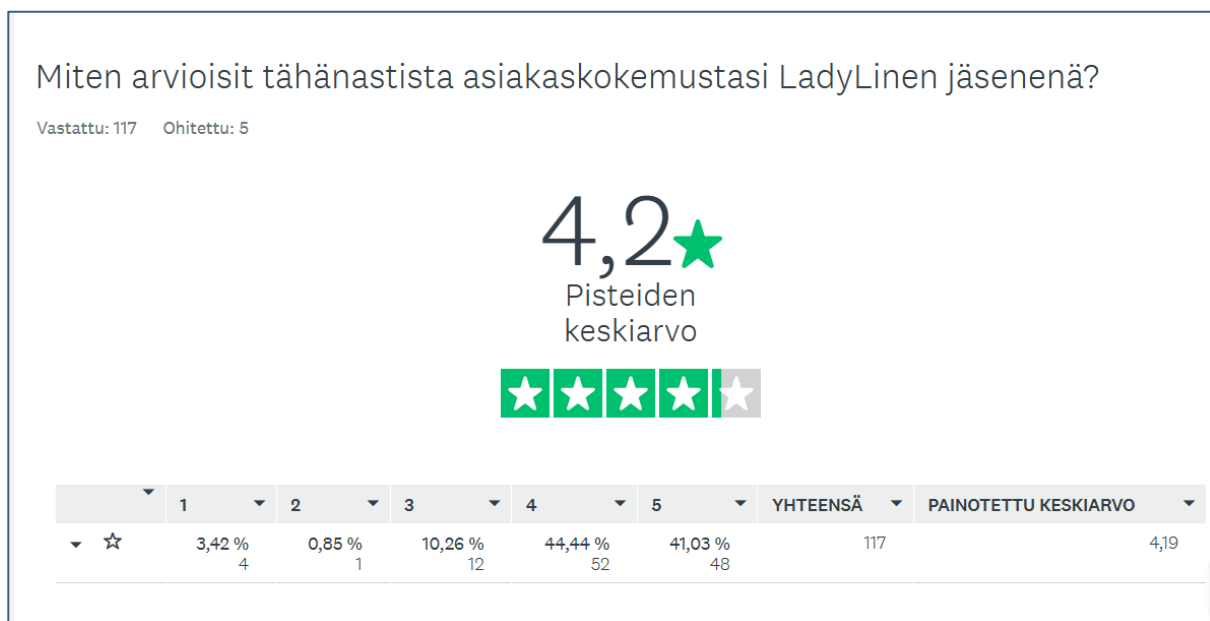 Miten arvioisit tähänastista asiakaskokemustasi LadyLinen jäsenenä?
Vastattu: 117 Ohitettu: 5
4,2
Pisteiden
keskiarvo
1 2 3 4 5 YHTEENSÄ PAINOTETTU KESKIARVO
3,42 % 0,85 % 10,26 % 44,44 % 41,03 % 117 4,19
4 1 12 52 48